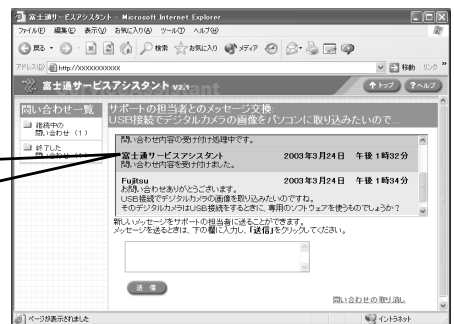 富士通サービスアシスタント - Microsoft Internet Explorer
ファイル(F) 編集(E) 表示(V) お気に入り(A) ツール(T) ヘルプ(H)
戻る 検索 お気に入り メディア
アドレス(D) http://xxxxxxxxxxx 移動 リンク
富士通サービスアシスタント V2.1 トップ ヘルプ
問い合わせ一覧
継続中の
問い合わせ (1)
終了した
問い合わせ (1)
サポートの担当者とのメッセージ交換
USB接続でデジタルカメラの画像をパソコンに取り込みたいので...
問い合わせ内容の受け付け処理中です。
富士通サービスアシスタント 2003年3月24日 午後1時32分
問い合わせ内容を受け付けました。
Fujitsu 2003年3月24日 午後1時34分
お問い合わせありがとうございます。
USB接続でデジタルカメラの画像を取り込みたいのですね。
そのデジタルカメラはUSB接続をするときに、専用のソフトウェアを使うものでしょうか?
新しいメッセージをサポートの担当者に送ることができます。
メッセージを送るときは、下の欄に入力し、「送信」をクリックしてください。
送信
問い合わせの取り消し
ページが表示されました イントラネット